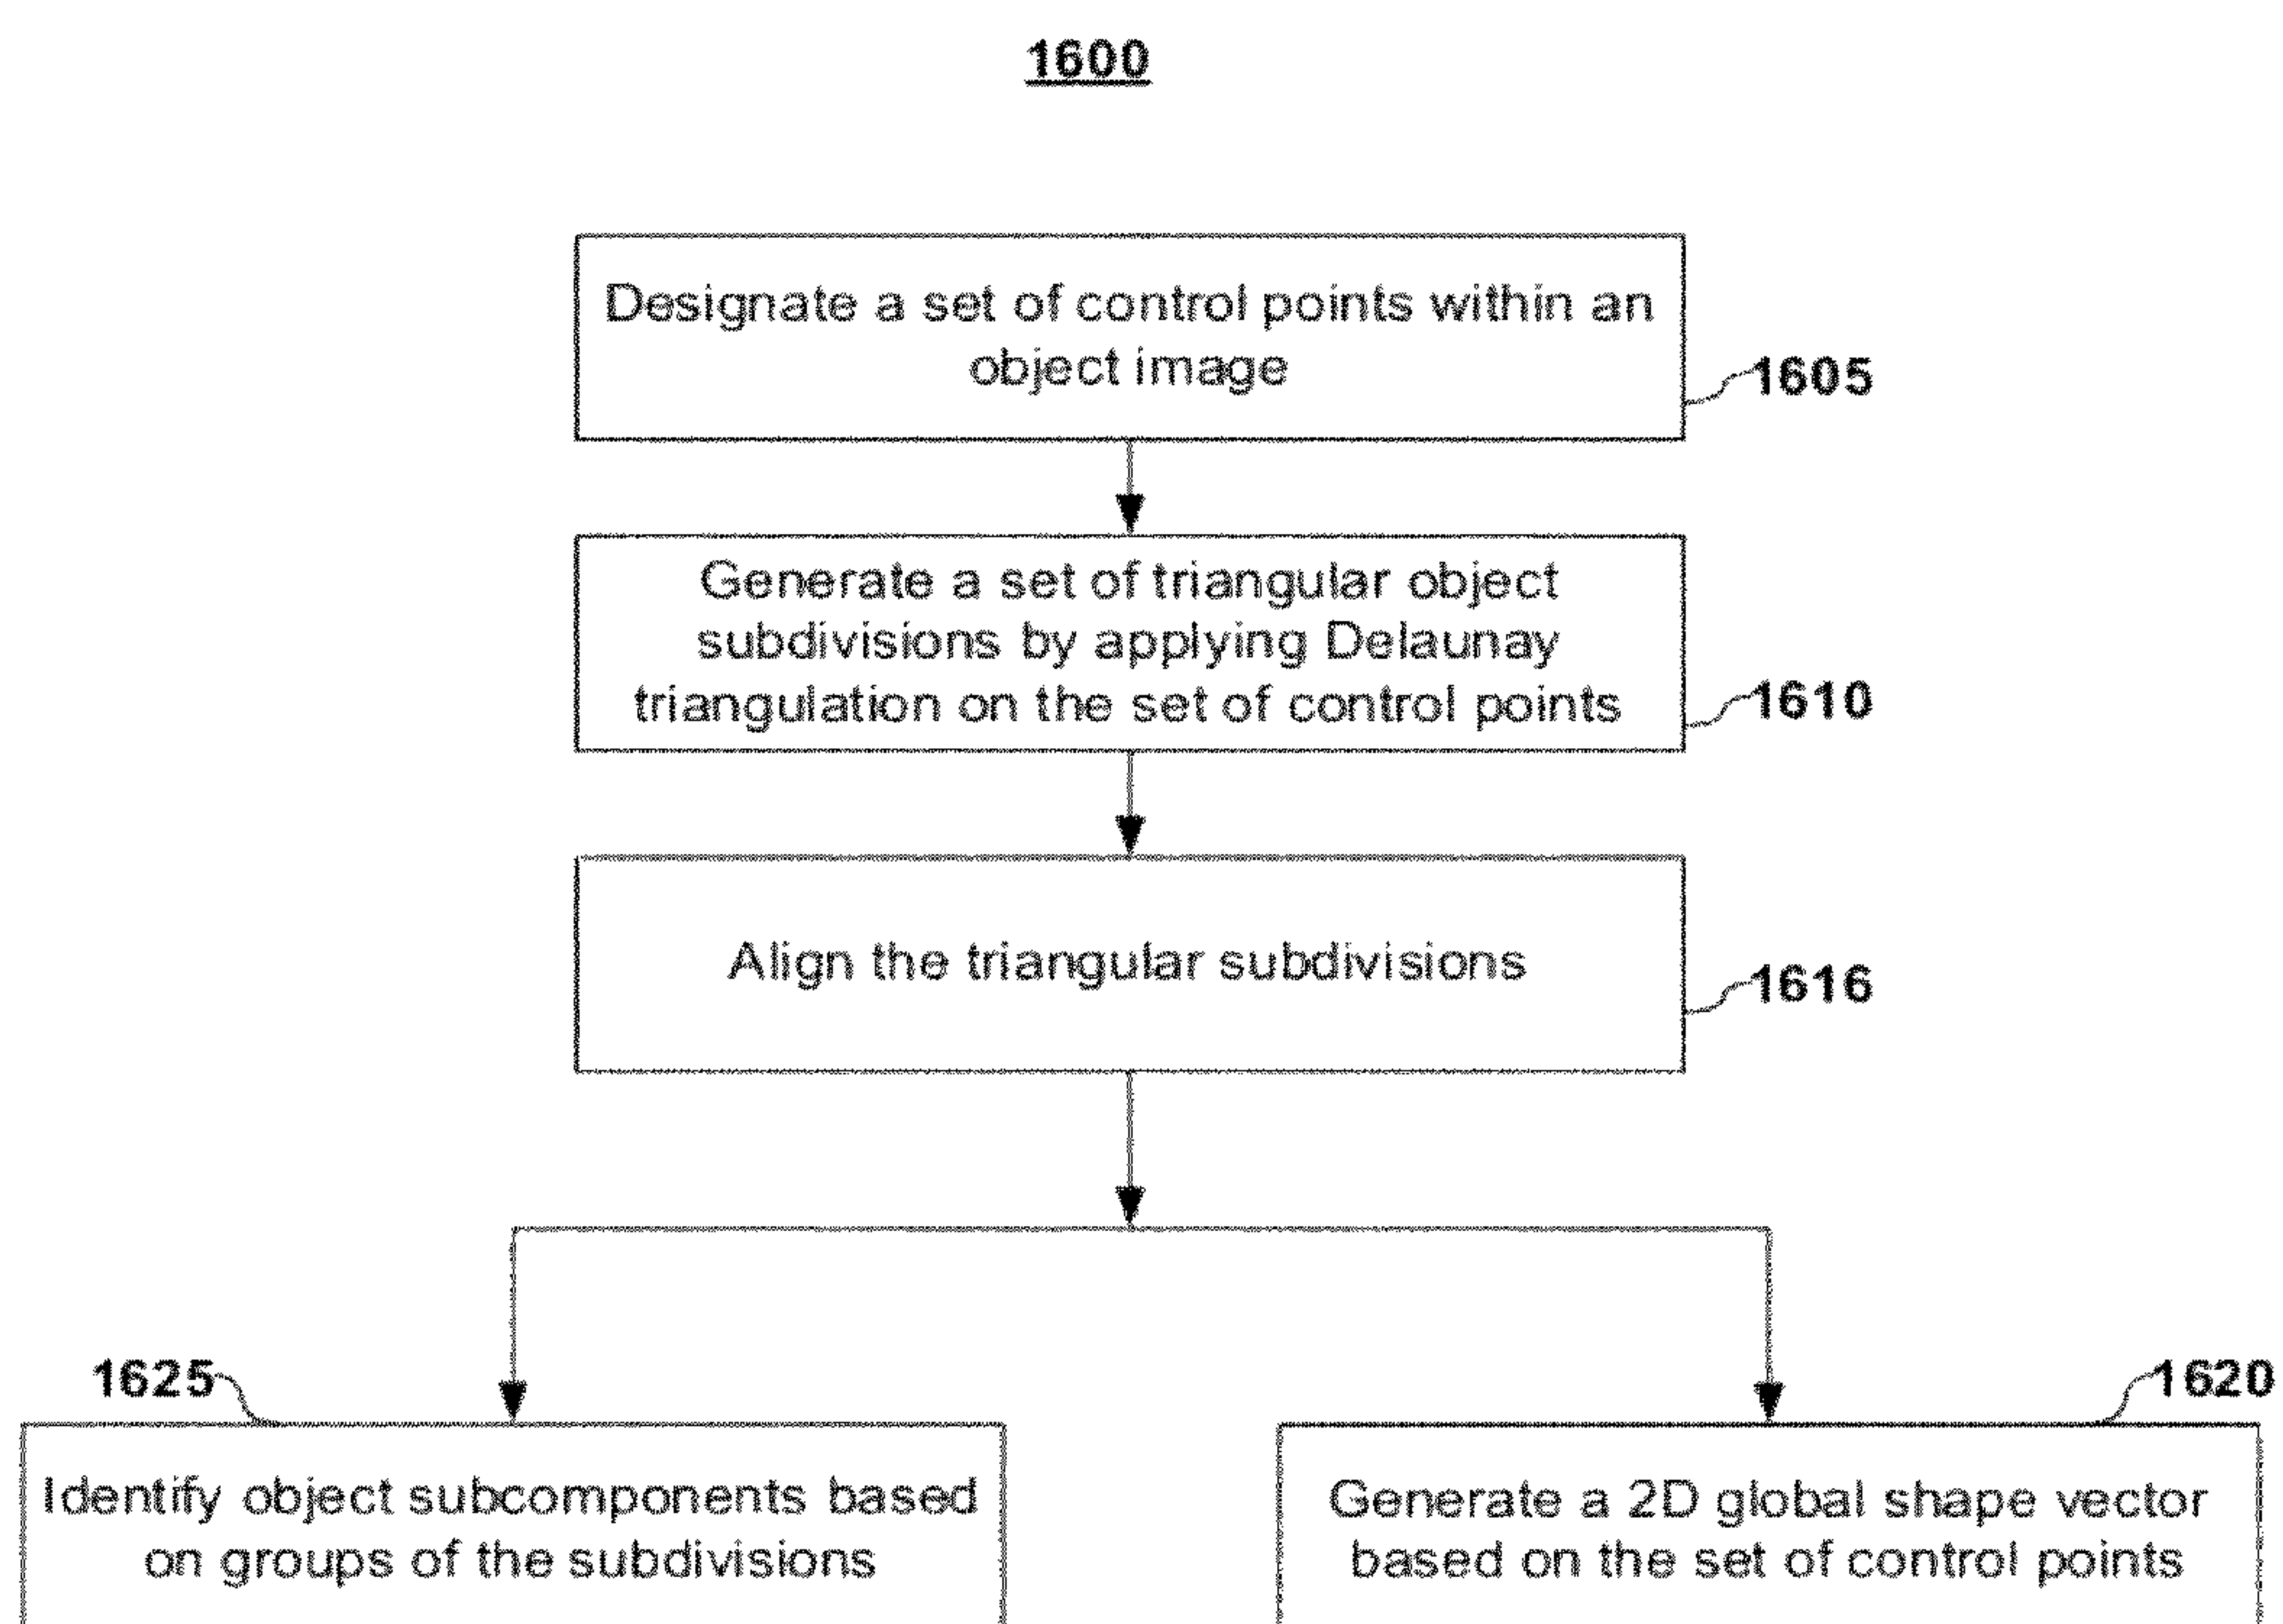 1600
Designate a set of control points within an
object image
1605
Generate a set of triangular object
subdivisions by applying Delaunay
triangulation on the set of control points
1610
Align the triangular subdivisions
1616
1625
Identify object subcomponents based
on groups of the subdivisions
1620
Generate a 2D global shape vector
based on the set of control points